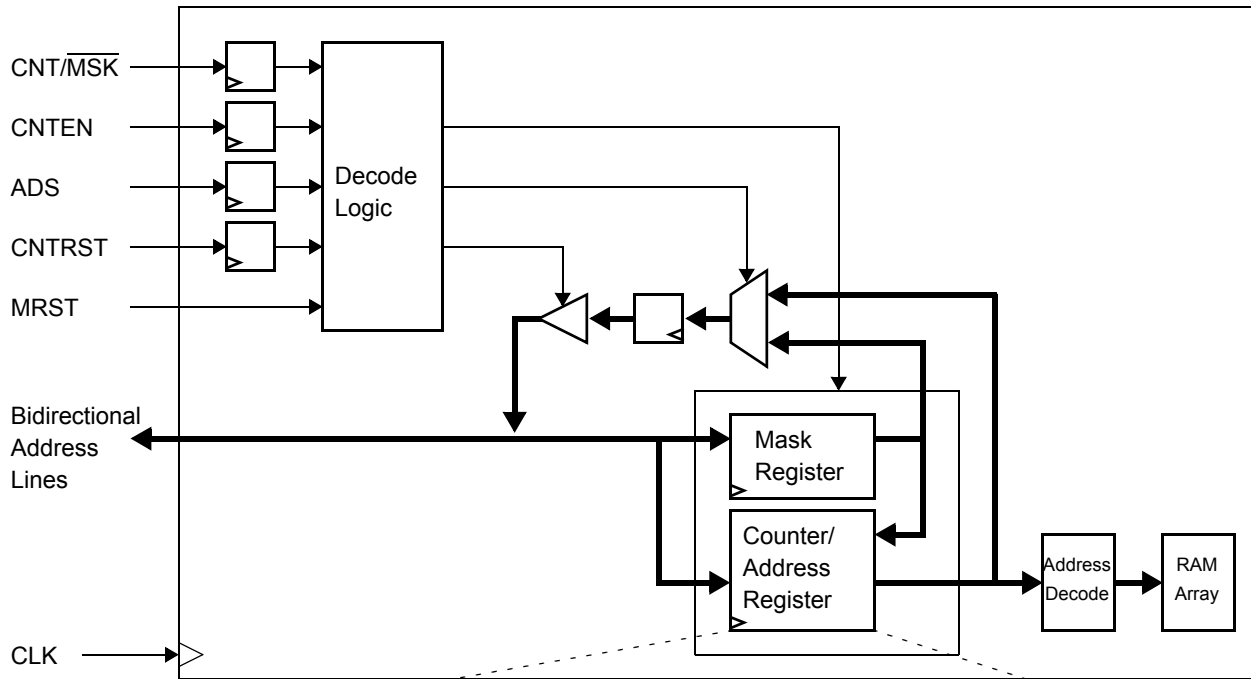 CNT/MSK
CNTEN
ADS
CNTRST
MRST
Decode
Logic
Bidirectional
Address
Lines
Mask
Register
Counter/
Address
Register
Address
Decode
RAM
Array
CLK